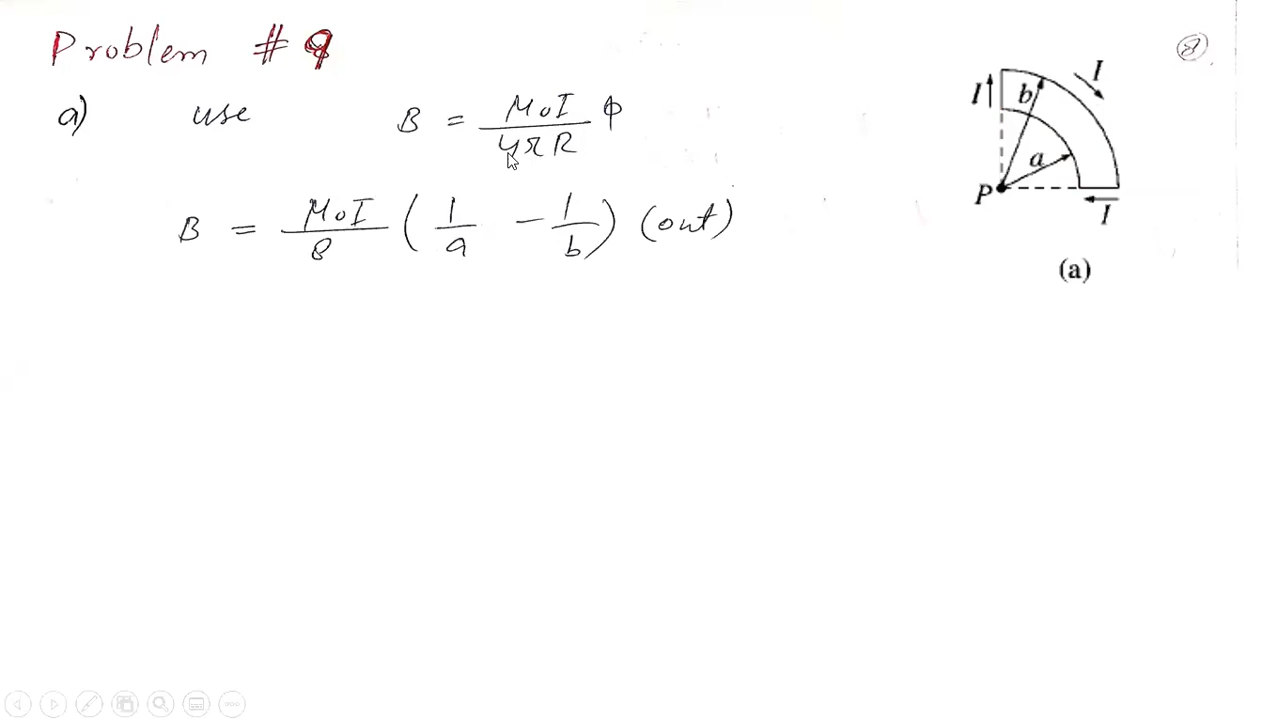 Problem # 9
8
a) use B = μ₀I / 4πR φ
B = μ₀I / 8 ( 1/a − 1/b ) (out)
I
b
I
a
P
I
(a)